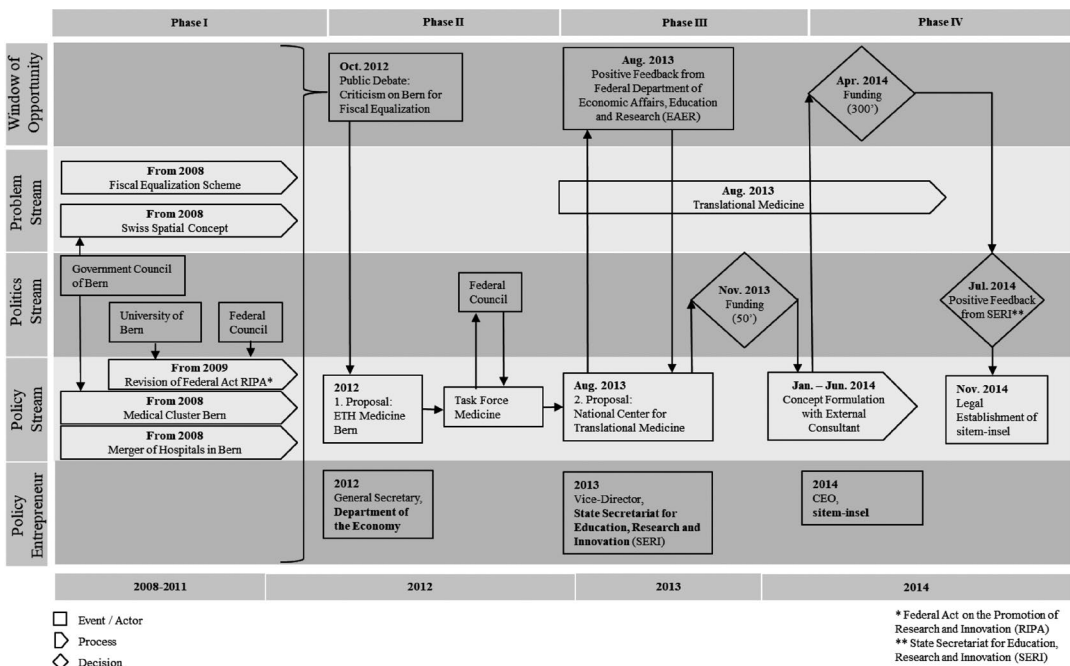 Phase I
Phase II
Phase III
Phase IV
Window of
Opportunity
Oct. 2012
Public Debate:
Criticism on Bern for
Fiscal Equalization
Aug. 2013
Positive Feedback from
Federal Department of
Economic Affairs, Education
and Research (EAER)
Apr. 2014
Funding
(300’)
Problem
Stream
From 2008
Fiscal Equalization Scheme
From 2008
Swiss Spatial Concept
Aug. 2013
Translational Medicine
Politics
Stream
Government Council
of Bern
University of
Bern
Federal
Council
Federal
Council
Nov. 2013
Funding
(50’)
Jul. 2014
Positive Feedback
from SERI**
Policy
Stream
From 2009
Revision of Federal Act RIPA*
From 2008
Medical Cluster Bern
From 2008
Merger of Hospitals in Bern
2012
1. Proposal:
ETH Medicine
Bern
Task Force
Medicine
Aug. 2013
2. Proposal:
National Center for
Translational Medicine
Jan. – Jun. 2014
Concept Formulation
with External
Consultant
Nov. 2014
Legal
Establishment of
sitem-insel
Policy
Entrepreneur
2012
General Secretary,
Department
of the Economy
2013
Vice-Director,
State Secretariat for
Education, Research and
Innovation (SERI)
2014
CEO,
sitem-insel
2008-2011
2012
2013
2014
Event / Actor
Process
Decision
* Federal Act on the Promotion of
Research and Innovation (RIPA)
** State Secretariat for Education,
Research and Innovation (SERI)